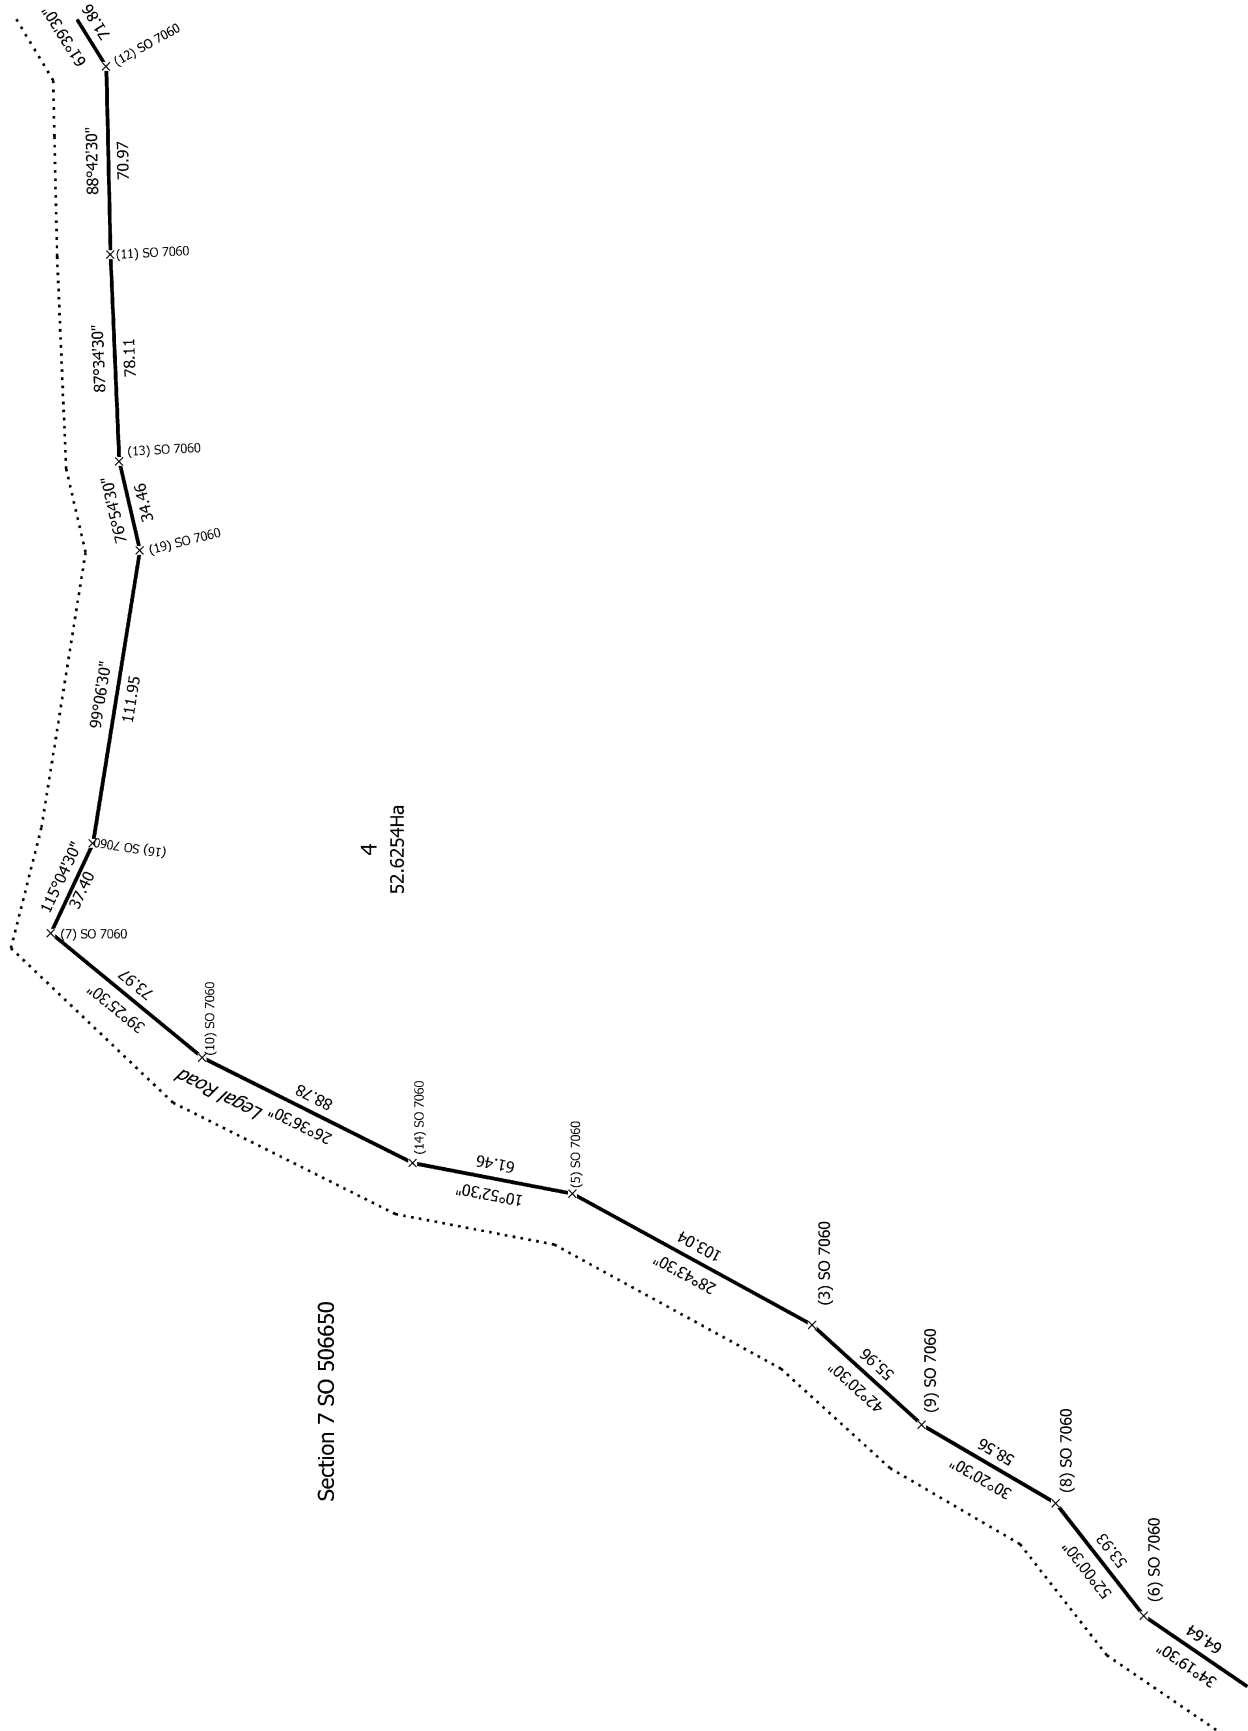 71.86
61°39'30"
(12) SO 7060
88°42'30"
70.97
(11) SO 7060
87°34'30"
78.11
(13) SO 7060
76°54'30"
34.46
(19) SO 7060
99°06'30"
111.95
(16) SO 7060
115°04'30"
37.40
(7) SO 7060
4
52.6254Ha
73.97
39°25'30"
(10) SO 7060
Legal Road
88.78
26°36'30"
(14) SO 7060
61.46
10°52'30"
(5) SO 7060
103.04
28°43'30"
(3) SO 7060
Section 7 SO 506650
55.96
42°20'30"
(9) SO 7060
58.56
30°20'30"
(8) SO 7060
53.93
52°00'30"
(6) SO 7060
64.64
34°19'30"